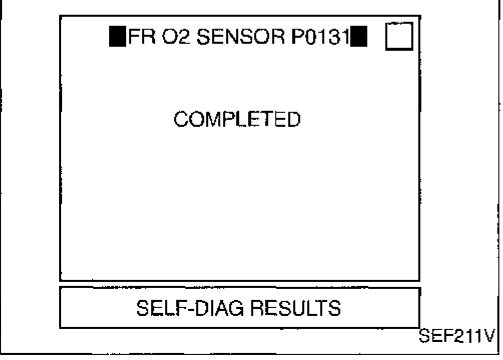 FR O2 SENSOR P0131
COMPLETED
SELF-DIAG RESULTS
SEF211V